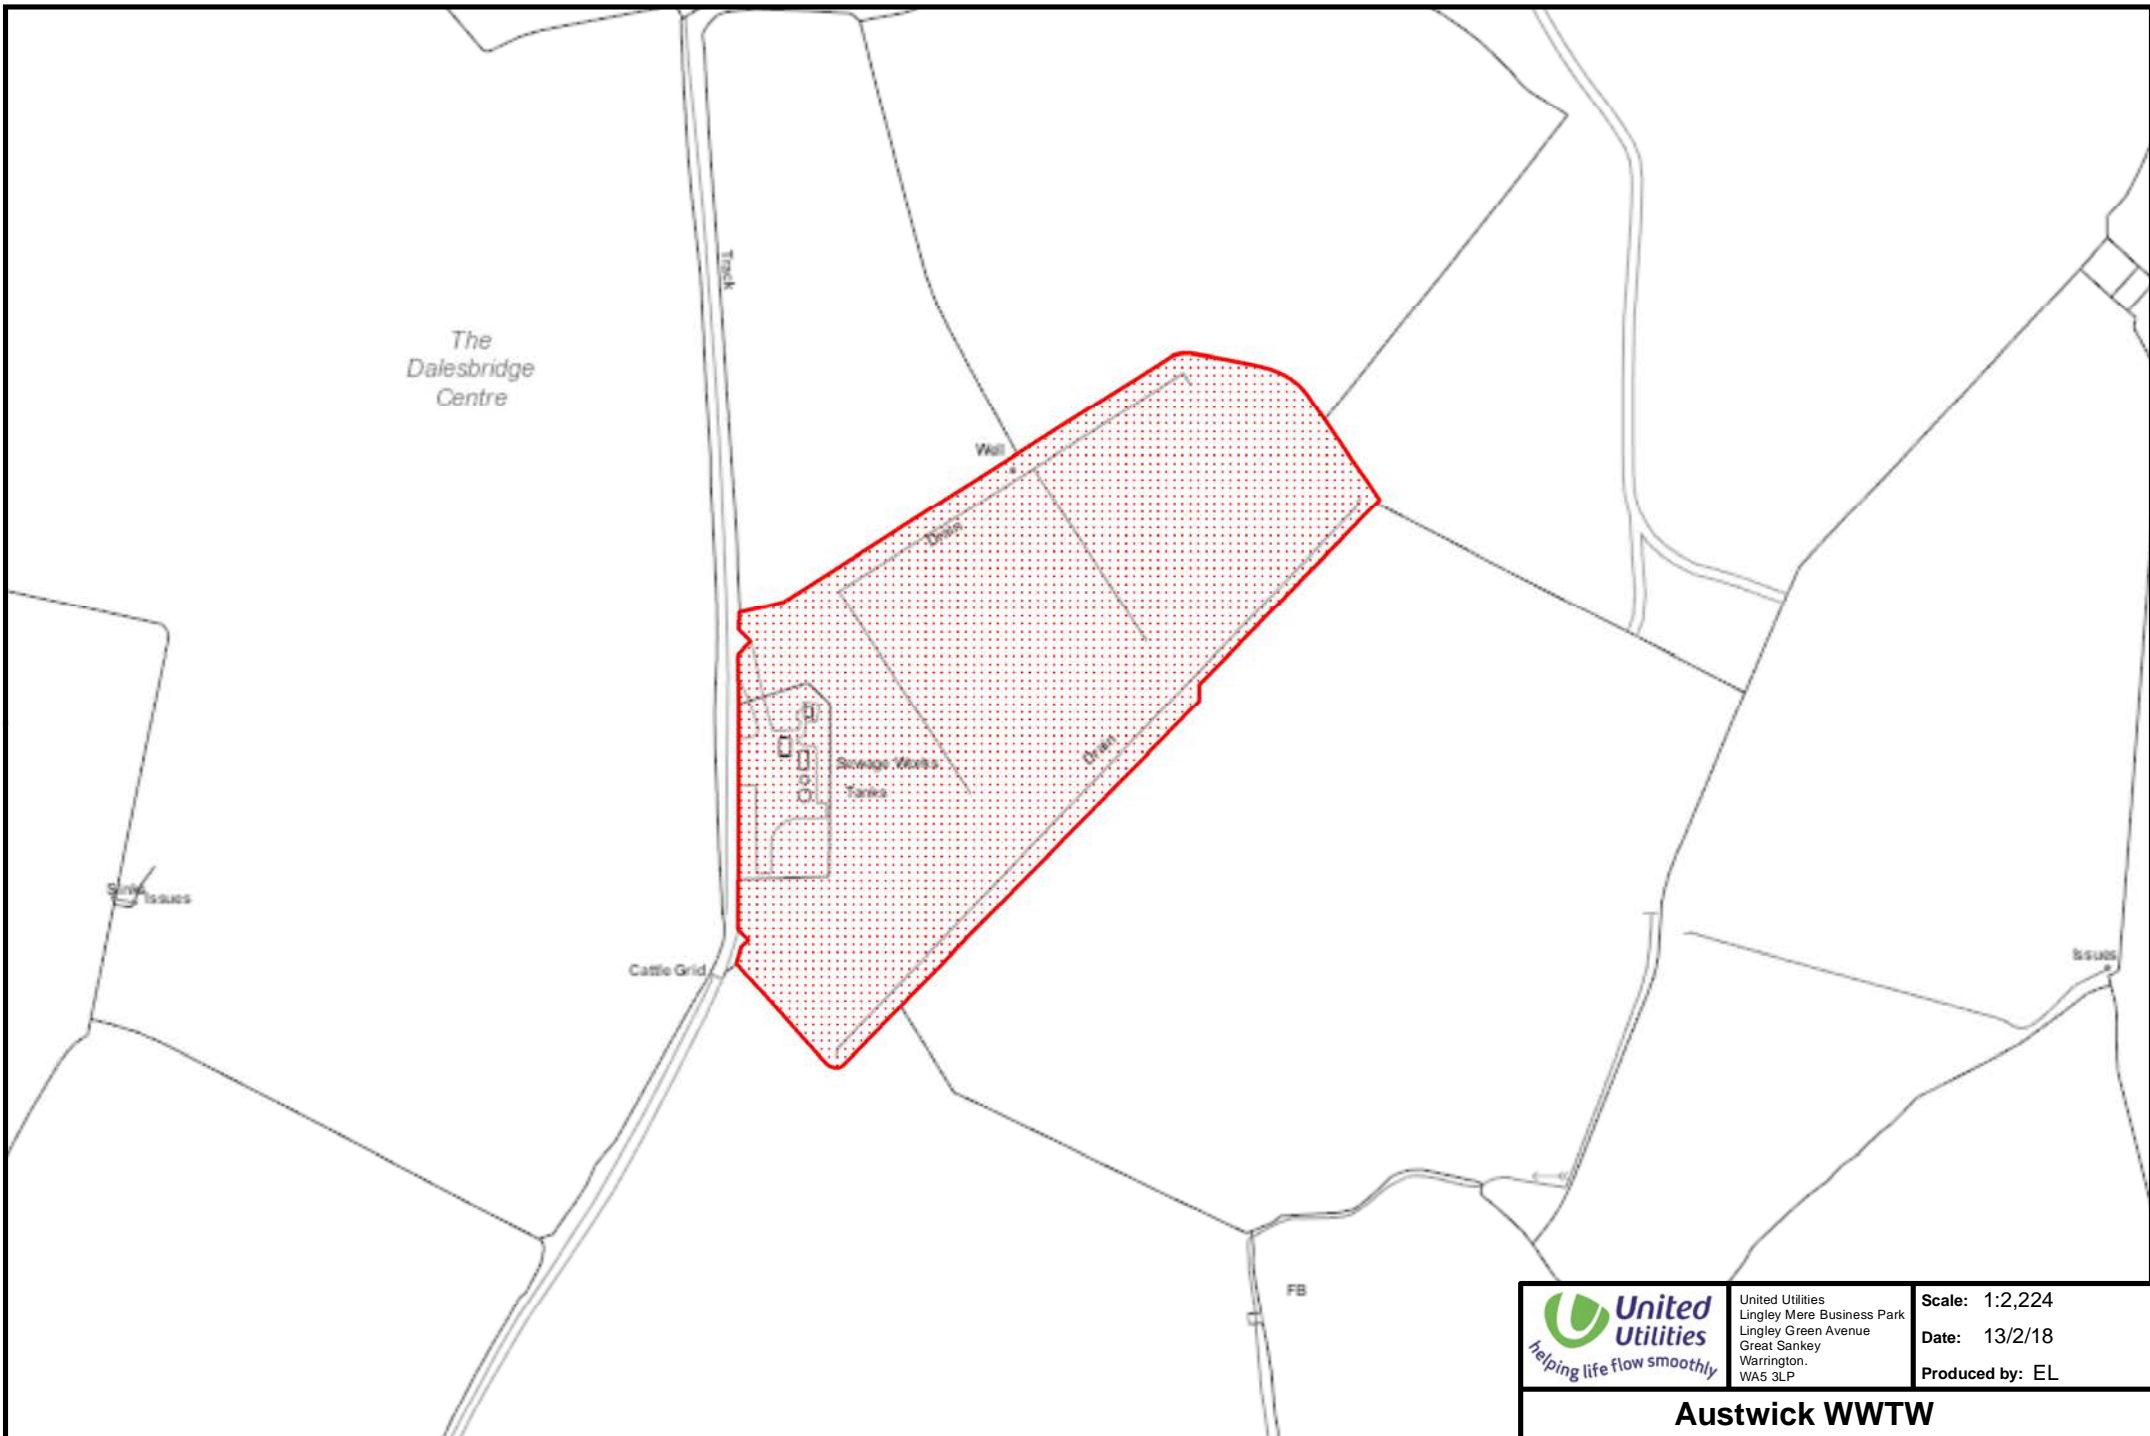 Track
The
Dalesbridge
Centre
Well
Drain
Drain
Sewage Works
Tanks
Sinks
Issues
Cattle Grid
Issues
FB
United
Utilities
helping life flow smoothly
United Utilities
Lingley Mere Business Park
Lingley Green Avenue
Great Sankey
Warrington.
WA5 3LP
Scale: 1:2,224
Date: 13/2/18
Produced by: EL
Austwick WWTW